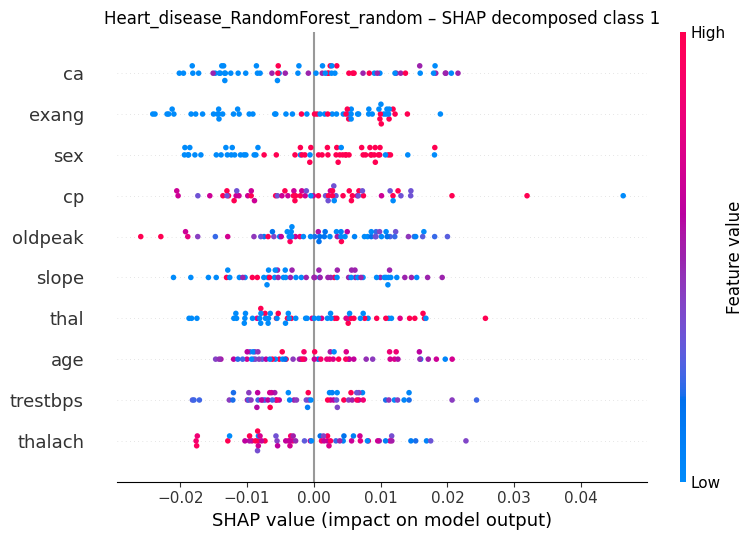 Heart_disease_RandomForest_random – SHAP decomposed class 1
High
ca
exang
sex
cp
oldpeak
slope
thal
age
trestbps
thalach
Feature value
Low
−0.02 −0.01 0.00 0.01 0.02 0.03 0.04
SHAP value (impact on model output)